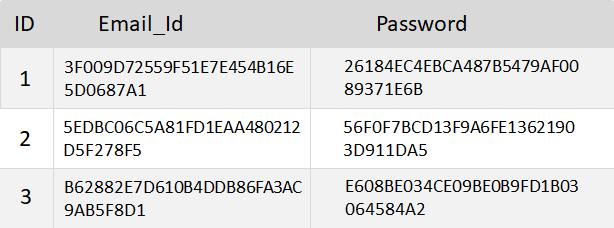 ID Email_Id Password
1 3F009D72559F51E7E454B16E 26184EC4EBCA487B5479AF00
5D0687A1 89371E6B
2 5EDBC06C5A81FD1EAA480212 56F0F7BCD13F9A6FE1362190
D5F278F5 3D911DA5
3 B62882E7D610B4DDB86FA3AC E608BE034CE09BE0B9FD1B03
9AB5F8D1 064584A2